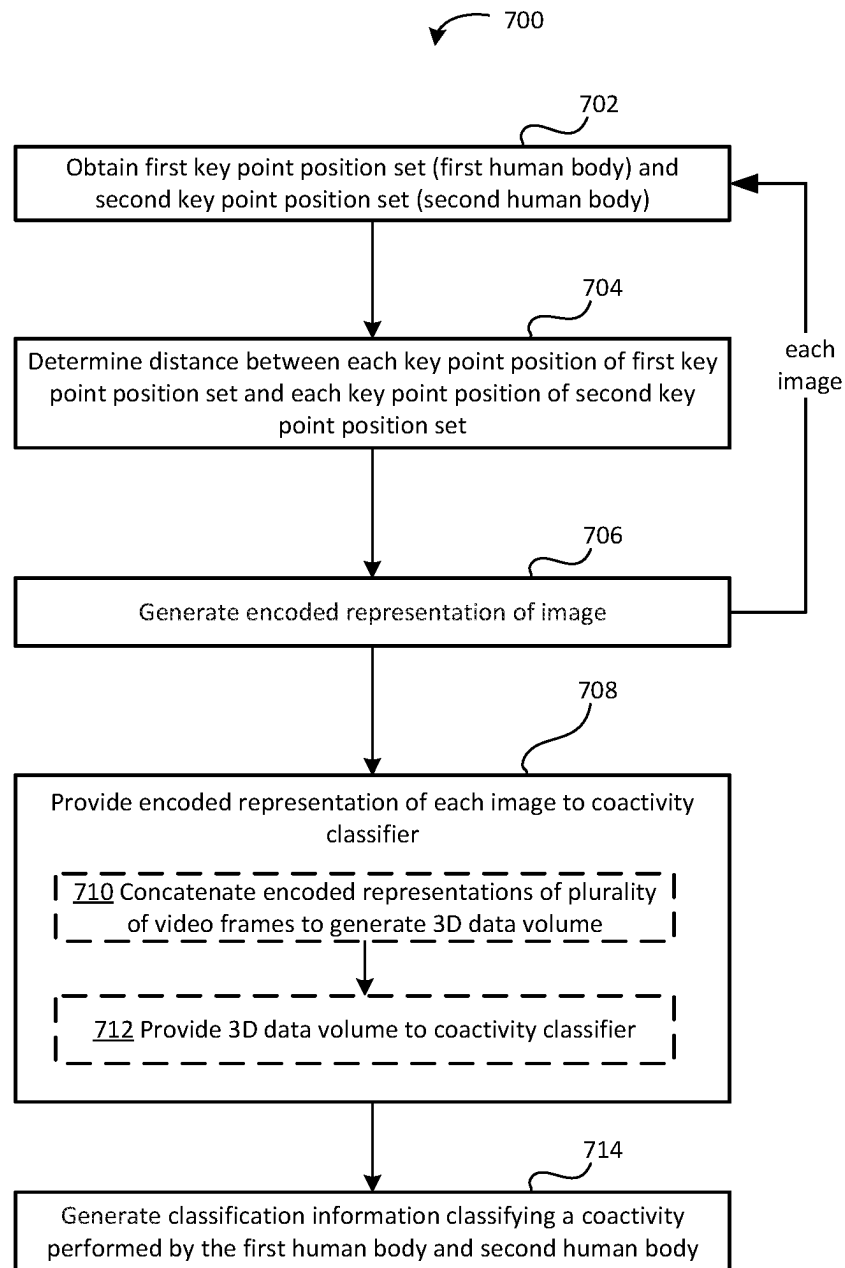 700
702
Obtain first key point position set (first human body) and
second key point position set (second human body)
704
Determine distance between each key point position of first key
point position set and each key point position of second key
point position set
each
image
706
Generate encoded representation of image
708
Provide encoded representation of each image to coactivity
classifier
710 Concatenate encoded representations of plurality
of video frames to generate 3D data volume
712 Provide 3D data volume to coactivity classifier
714
Generate classification information classifying a coactivity
performed by the first human body and second human body